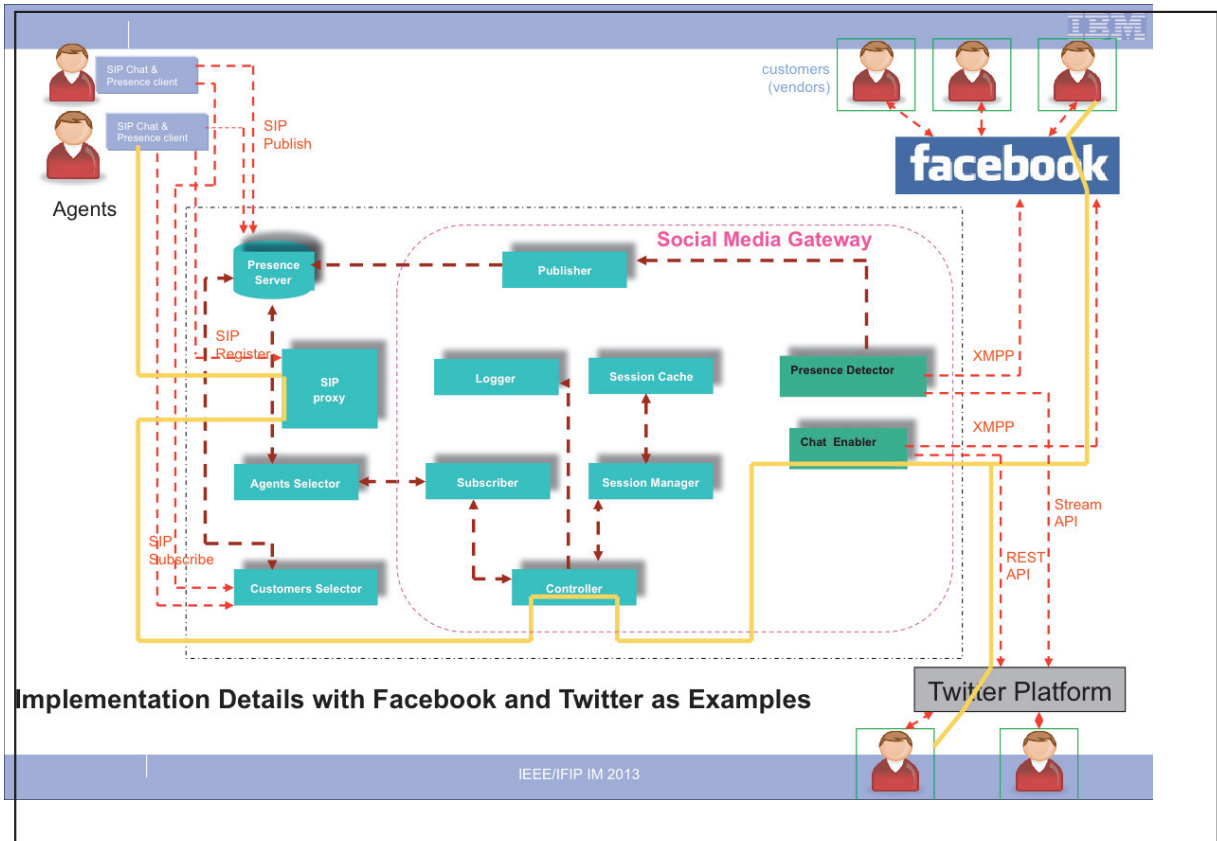 IBM
SIP Chat &
Presence client
SIP Chat &
Presence client
Agents
SIP
Publish
customers
(vendors)
facebook
Social Media Gateway
Presence
Server
Publisher
SIP
Register
SIP
proxy
Logger
Session Cache
Presence Detector
XMPP
Chat Enabler
XMPP
Agents Selector
Subscriber
Session Manager
Stream
API
SIP
Subscribe
REST
API
Customers Selector
Controller
Implementation Details with Facebook and Twitter as Examples
Twitter Platform
IEEE/IFIP IM 2013